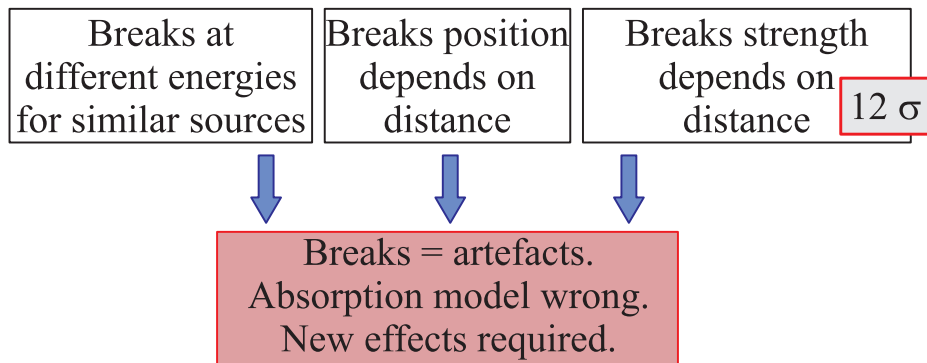 Breaks at
different energies
for similar sources
Breaks position
depends on
distance
Breaks strength
depends on
distance
12 σ
Breaks = artefacts.
Absorption model wrong.
New effects required.